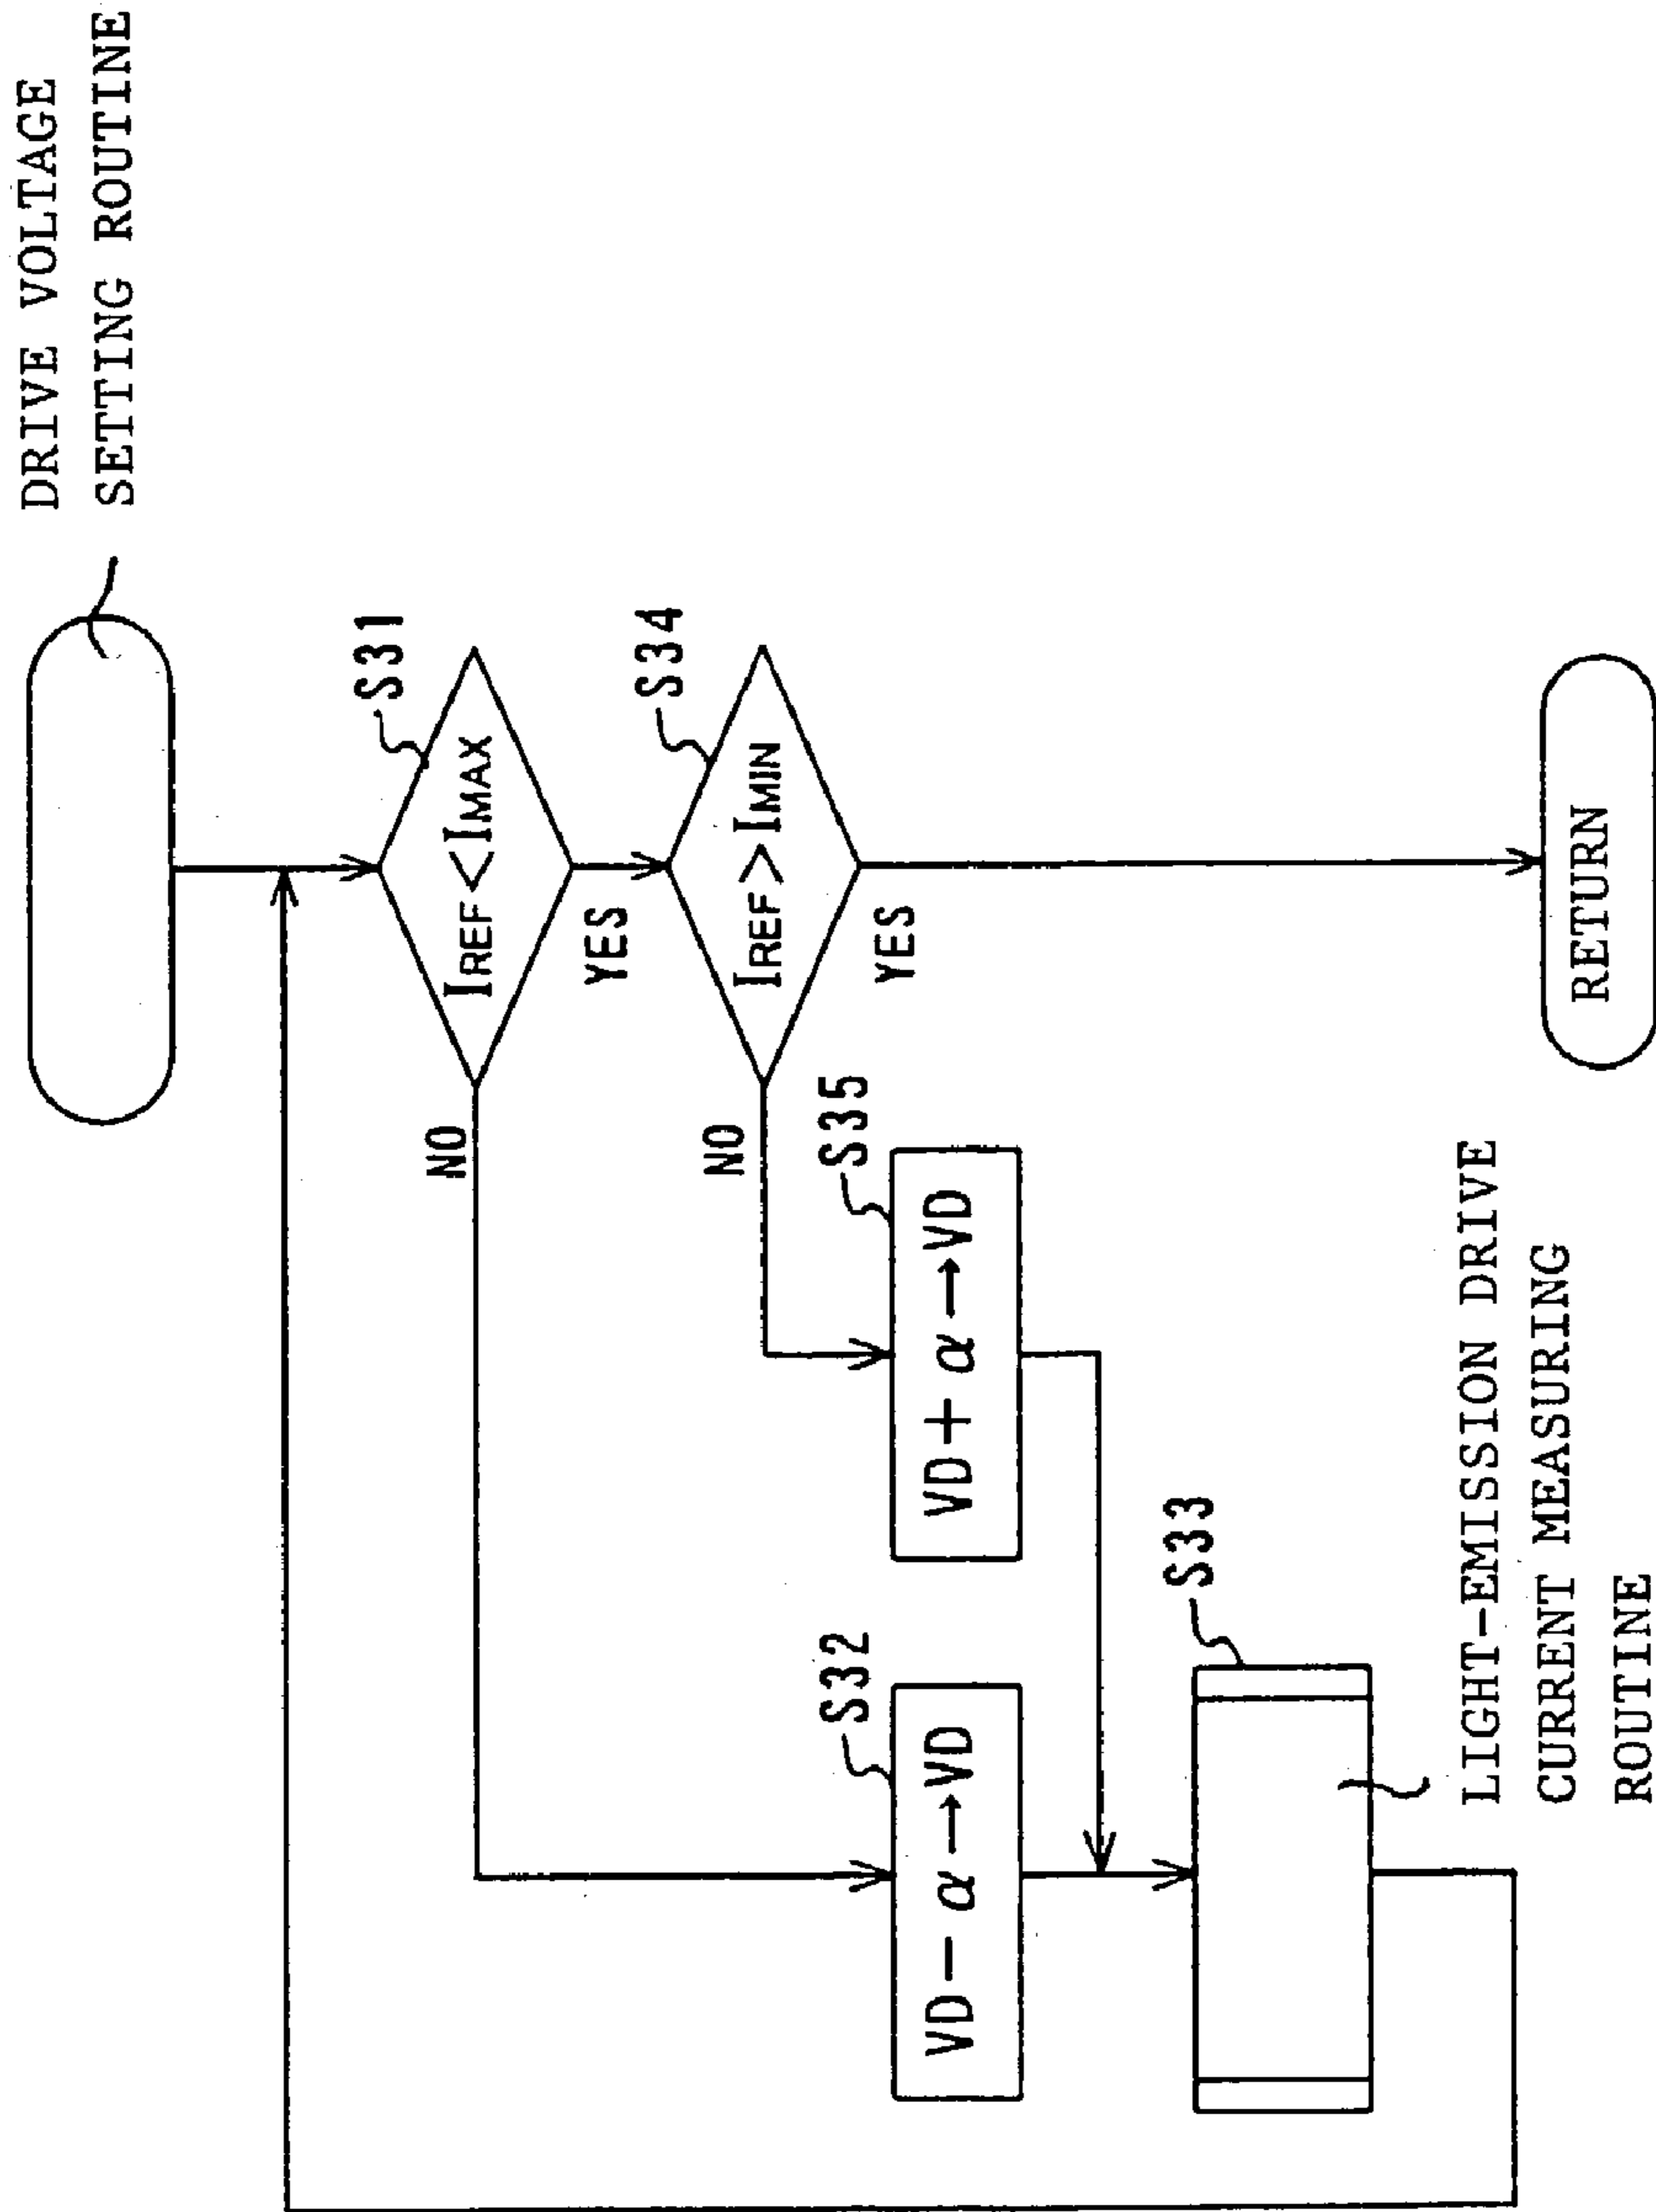 DRIVE VOLTAGE
SETTING ROUTINE
S31
IREF<IMAX
NO
YES
S34
IREF>IMIN
NO
YES
S35
VD+α→VD
S32
VD-α→VD
S33
LIGHT-EMISSION DRIVE
CURRENT MEASURING
ROUTINE
RETURN